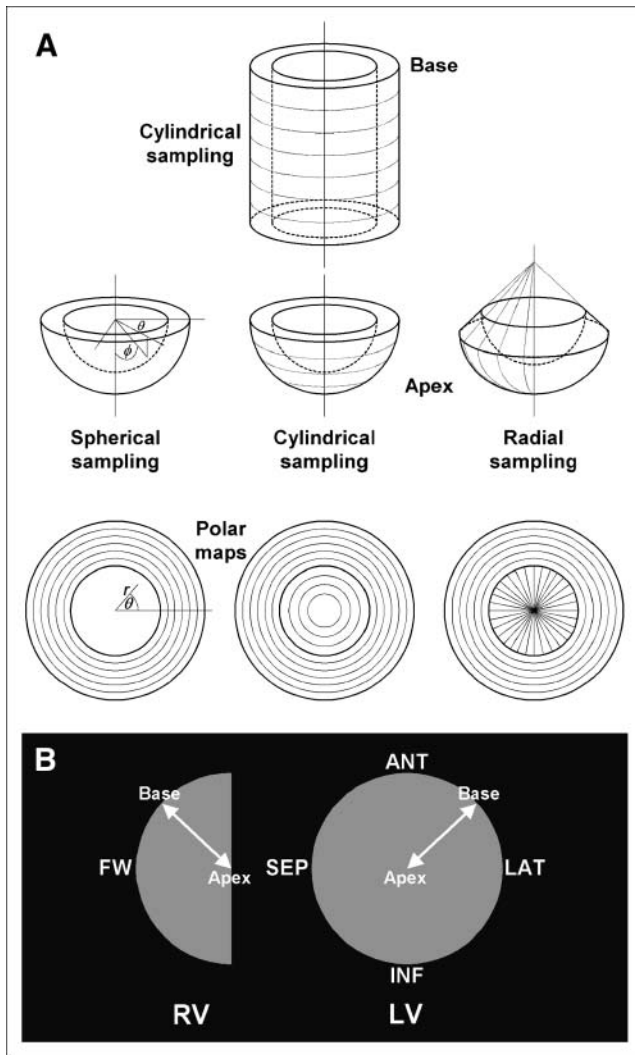 A
Base
Cylindrical
sampling
θ
ϕ
Apex
Spherical
sampling
Cylindrical
sampling
Radial
sampling
Polar
maps
r
θ
B
ANT
Base
Base
FW
Apex
SEP
Apex
LAT
INF
RV
LV